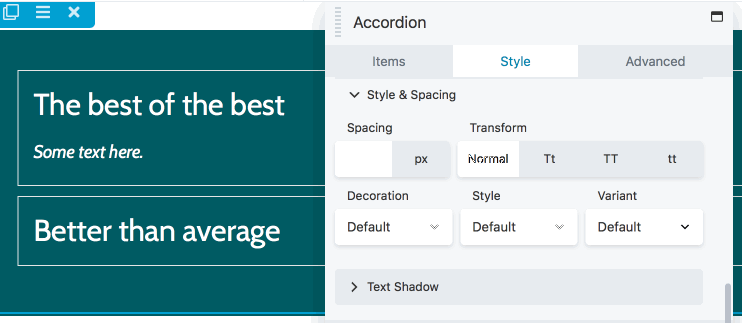 Accordion
Items Style Advanced
Style & Spacing
Spacing Transform
px Normal Tt TT tt
Decoration Style Variant
Default Default Default
Text Shadow
The best of the best
Some text here.
Better than average